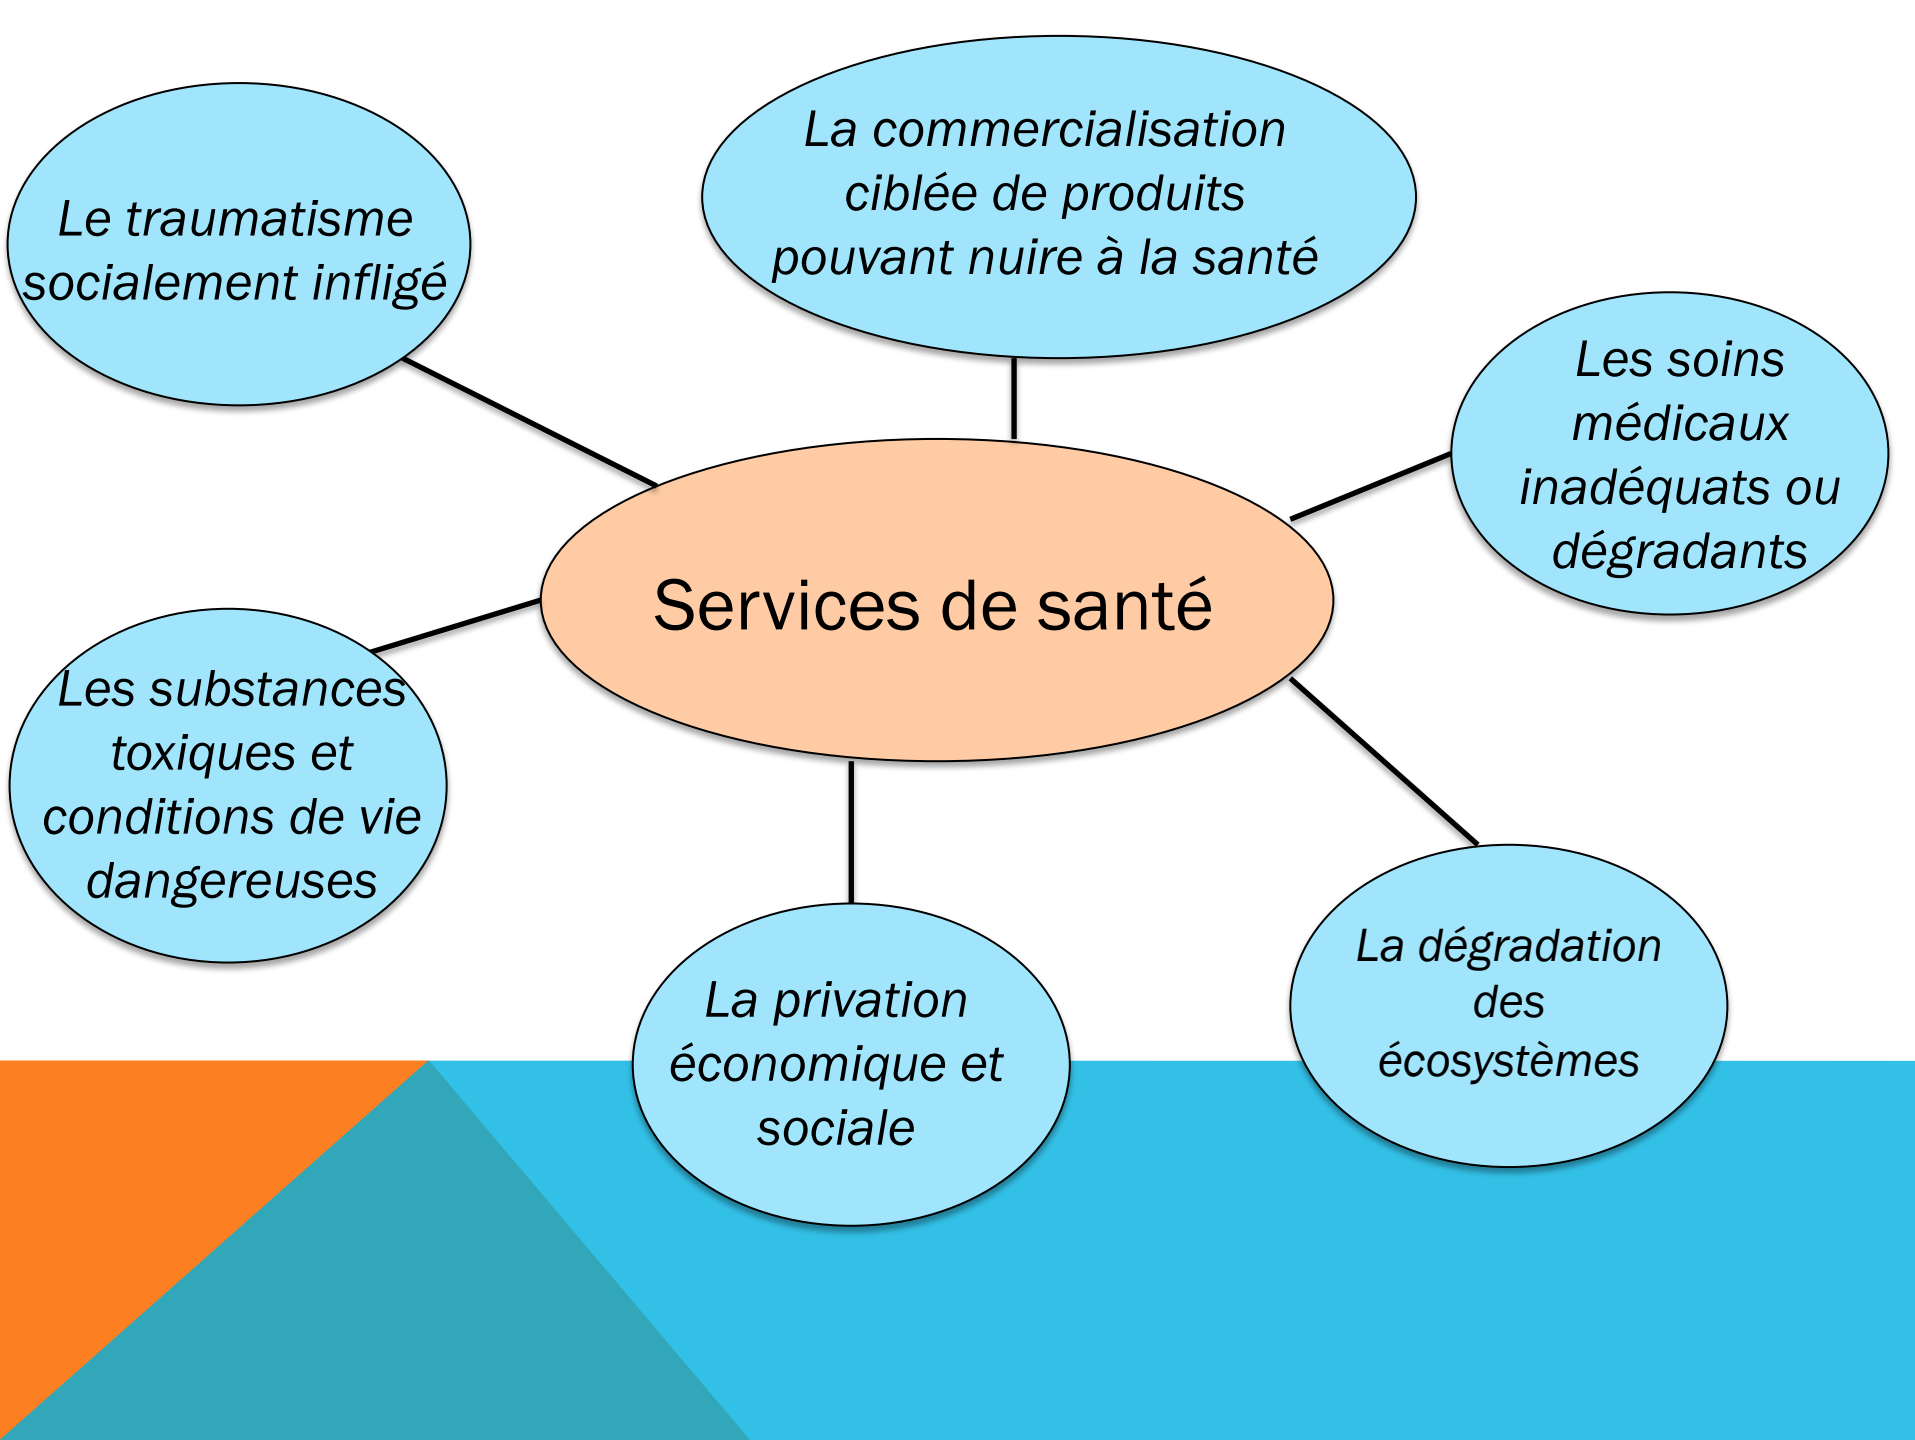 La commercialisation
ciblée de produits
pouvant nuire à la santé
Le traumatisme
socialement infligé
Les soins
médicaux
inadéquats ou
dégradants
Services de santé
Les substances
toxiques et
conditions de vie
dangereuses
La privation
économique et
sociale
La dégradation
des
écosystèmes